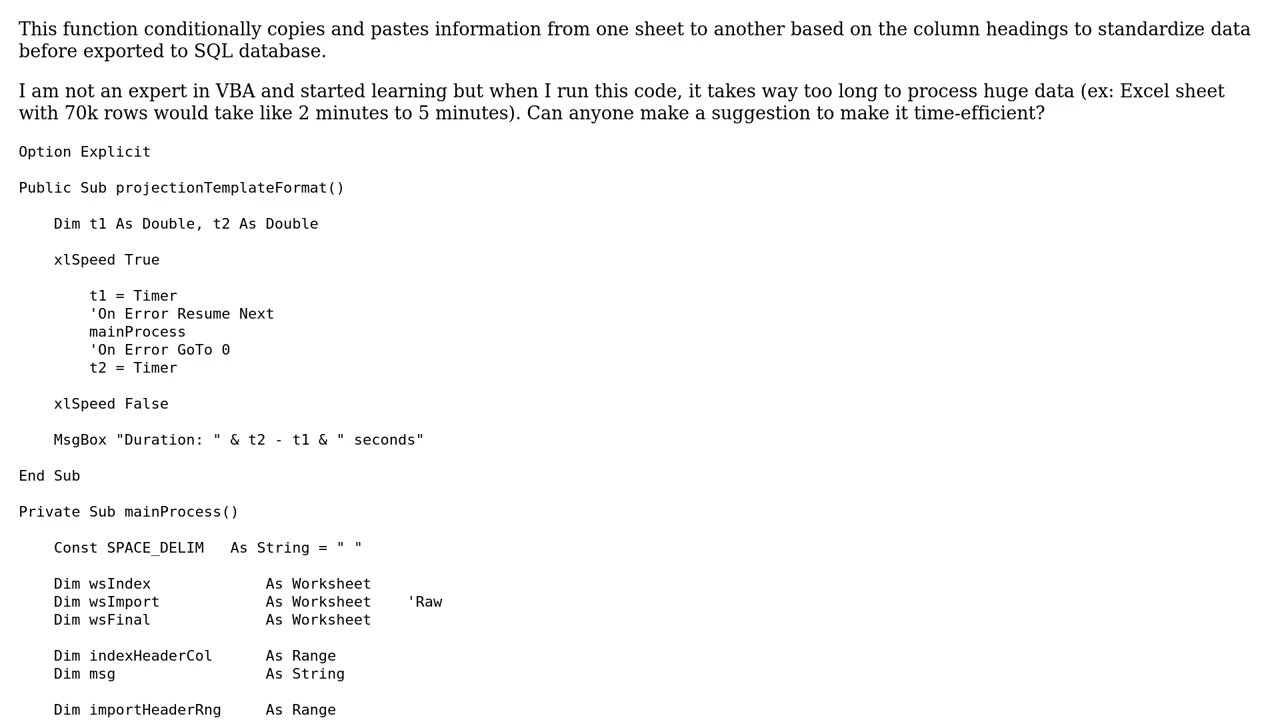 This function conditionally copies and pastes information from one sheet to another based on the column headings to standardize data
before exported to SQL database.
I am not an expert in VBA and started learning but when I run this code, it takes way too long to process huge data (ex: Excel sheet
with 70k rows would take like 2 minutes to 5 minutes). Can anyone make a suggestion to make it time-efficient?
Option Explicit
Public Sub projectionTemplateFormat()
    Dim t1 As Double, t2 As Double
    xlSpeed True
        t1 = Timer
        'On Error Resume Next
        mainProcess
        'On Error GoTo 0
        t2 = Timer
    xlSpeed False
    MsgBox "Duration: " & t2 - t1 & " seconds"
End Sub
Private Sub mainProcess()
    Const SPACE_DELIM   As String = " "
    Dim wsIndex             As Worksheet
    Dim wsImport            As Worksheet    'Raw
    Dim wsFinal             As Worksheet
    Dim indexHeaderCol      As Range
    Dim msg                 As String
    Dim importHeaderRng     As Range